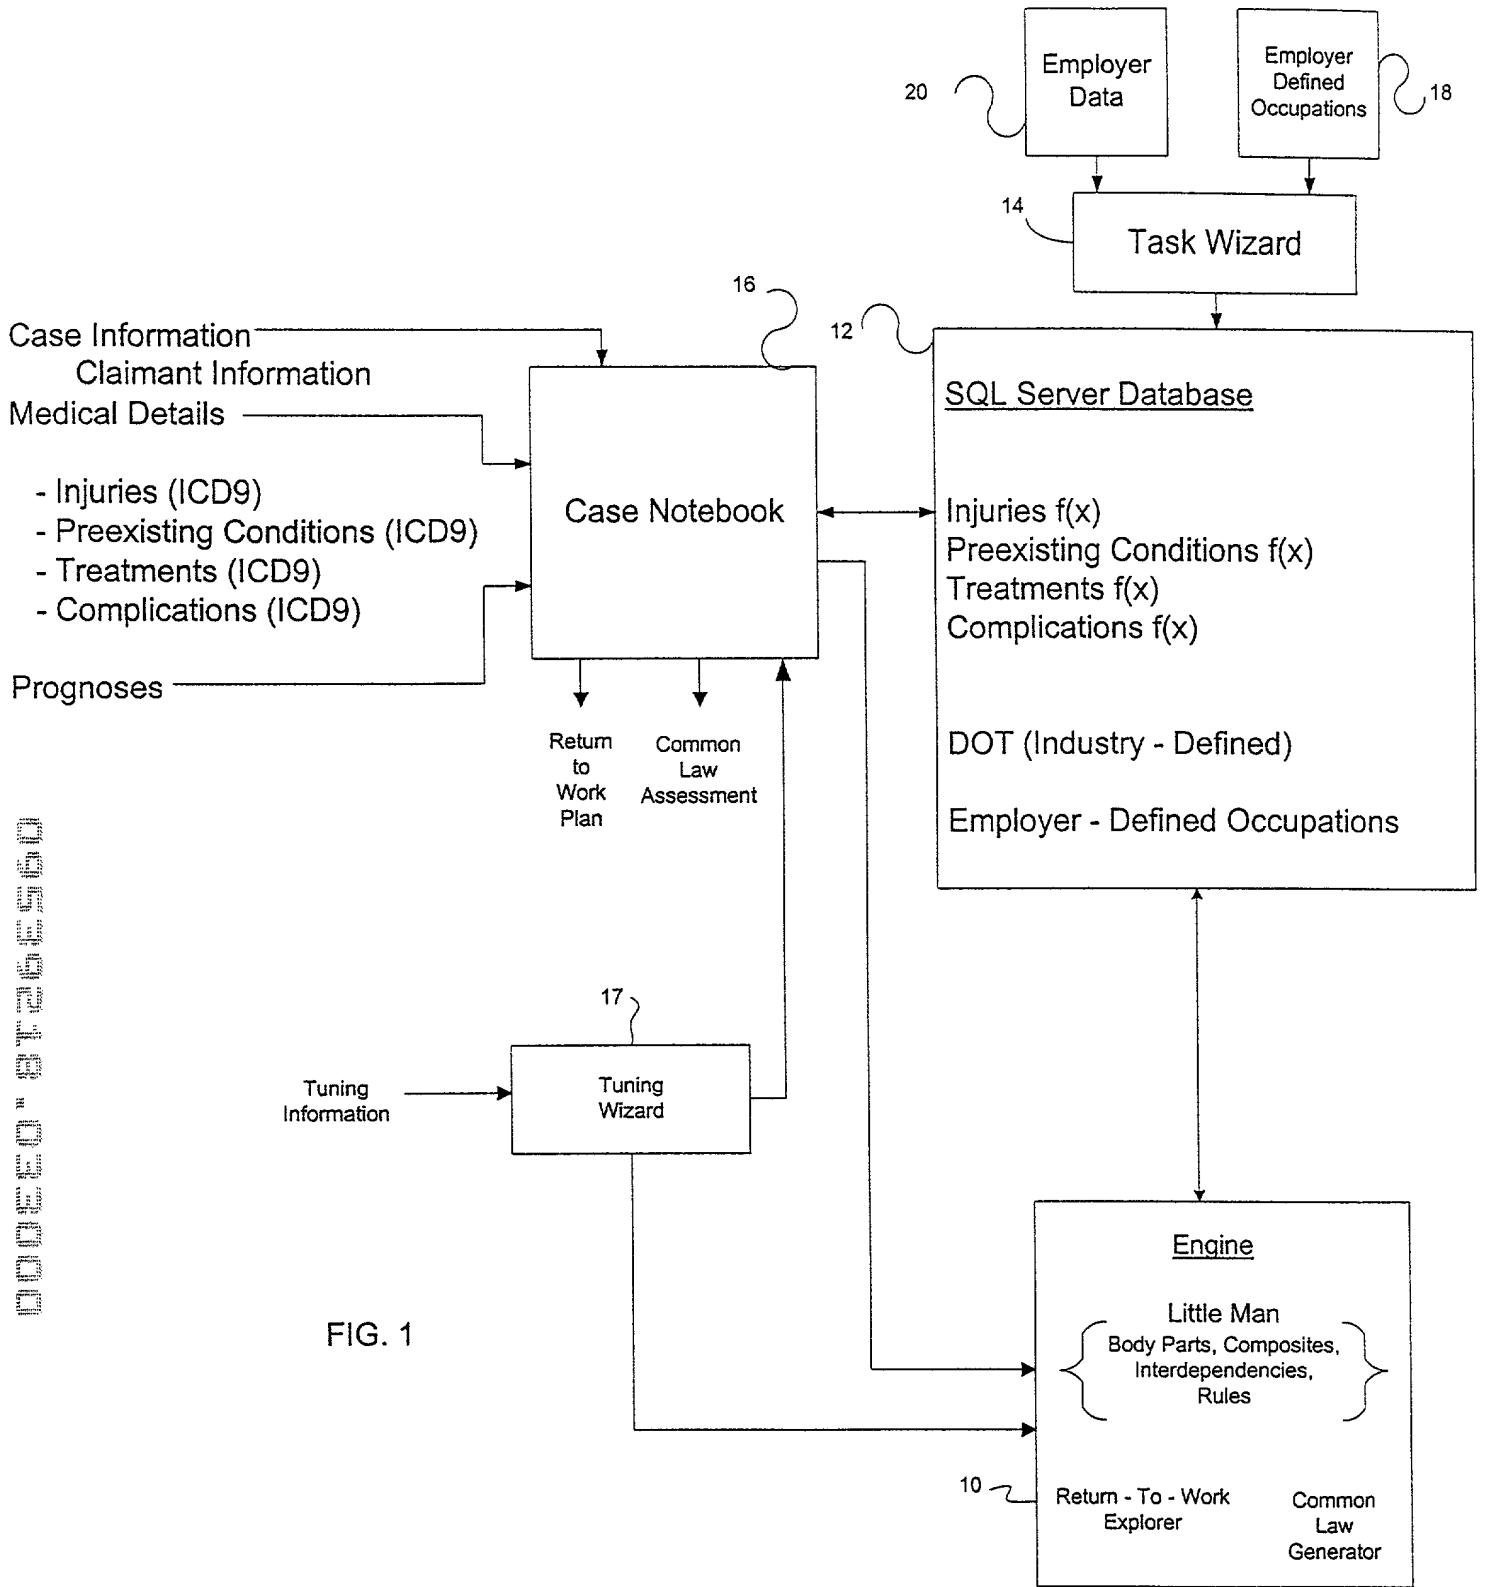 Employer
Data
20
Employer
Defined
Occupations
18
14
Task Wizard
16
12
Case Information
Claimant Information
Medical Details
- Injuries (ICD9)
- Preexisting Conditions (ICD9)
- Treatments (ICD9)
- Complications (ICD9)
Prognoses
Case Notebook
SQL Server Database
Injuries f(x)
Preexisting Conditions f(x)
Treatments f(x)
Complications f(x)
DOT (Industry - Defined)
Employer - Defined Occupations
Return
to
Work
Plan
Common
Law
Assessment
17
Tuning
Information
Tuning
Wizard
FIG. 1
Engine
Little Man
Body Parts, Composites,
Interdependencies,
Rules
10
Return - To - Work
Explorer
Common
Law
Generator